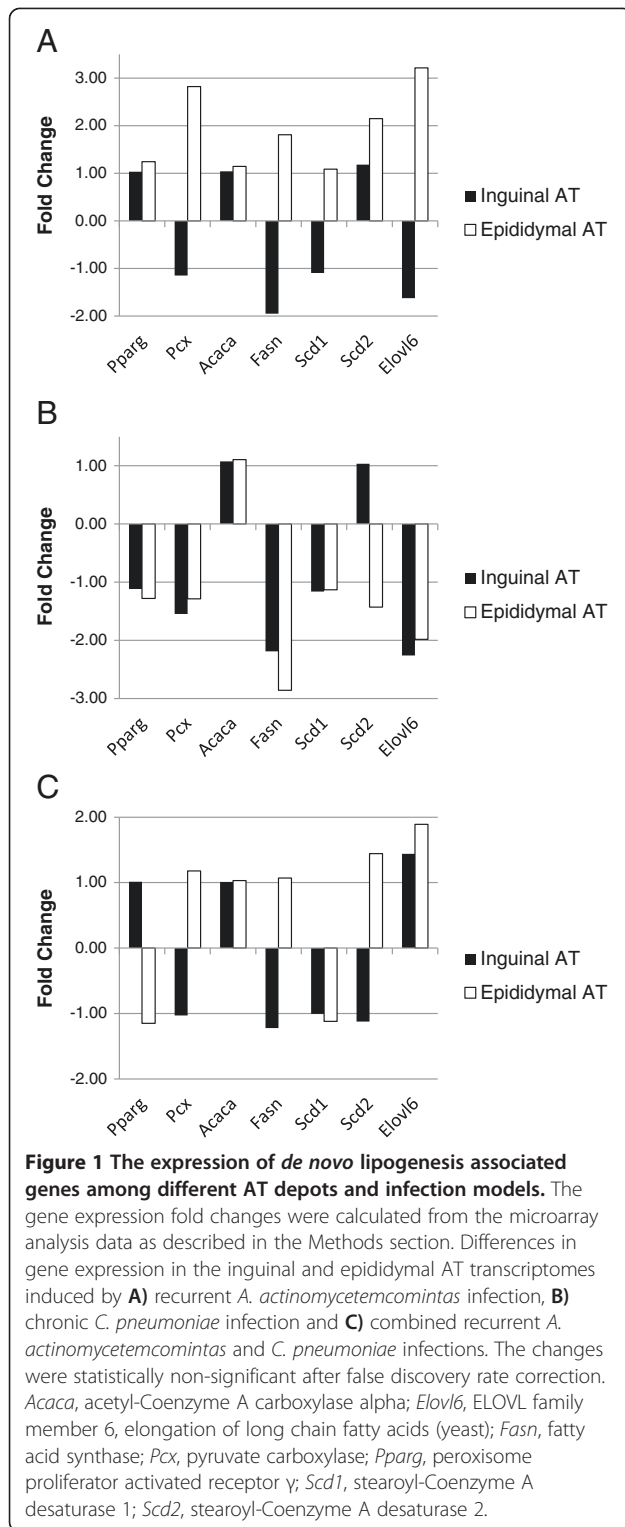 A
Fold Change
3.00
2.00
1.00
0.00
-1.00
-2.00
Pparg
Pcx
Acaca
Fasn
Scd1
Scd2
Elovl6
Inguinal AT
Epididymal AT
B
Fold Change
1.00
0.00
-1.00
-2.00
-3.00
Pparg
Pcx
Acaca
Fasn
Scd1
Scd2
Elovl6
Inguinal AT
Epididymal AT
C
Fold Change
2.00
1.00
0.00
-1.00
-2.00
Pparg
Pcx
Acaca
Fasn
Scd1
Scd2
Elovl6
Inguinal AT
Epididymal AT
Figure 1 The expression of de novo lipogenesis associated
genes among different AT depots and infection models. The
gene expression fold changes were calculated from the microarray
analysis data as described in the Methods section. Differences in
gene expression in the inguinal and epididymal AT transcriptomes
induced by A) recurrent A. actinomycetemcomintas infection, B)
chronic C. pneumoniae infection and C) combined recurrent A.
actinomycetemcomintas and C. pneumoniae infections. The changes
were statistically non-significant after false discovery rate correction.
Acaca, acetyl-Coenzyme A carboxylase alpha; Elovl6, ELOVL family
member 6, elongation of long chain fatty acids (yeast); Fasn, fatty
acid synthase; Pcx, pyruvate carboxylase; Pparg, peroxisome
proliferator activated receptor γ; Scd1, stearoyl-Coenzyme A
desaturase 1; Scd2, stearoyl-Coenzyme A desaturase 2.